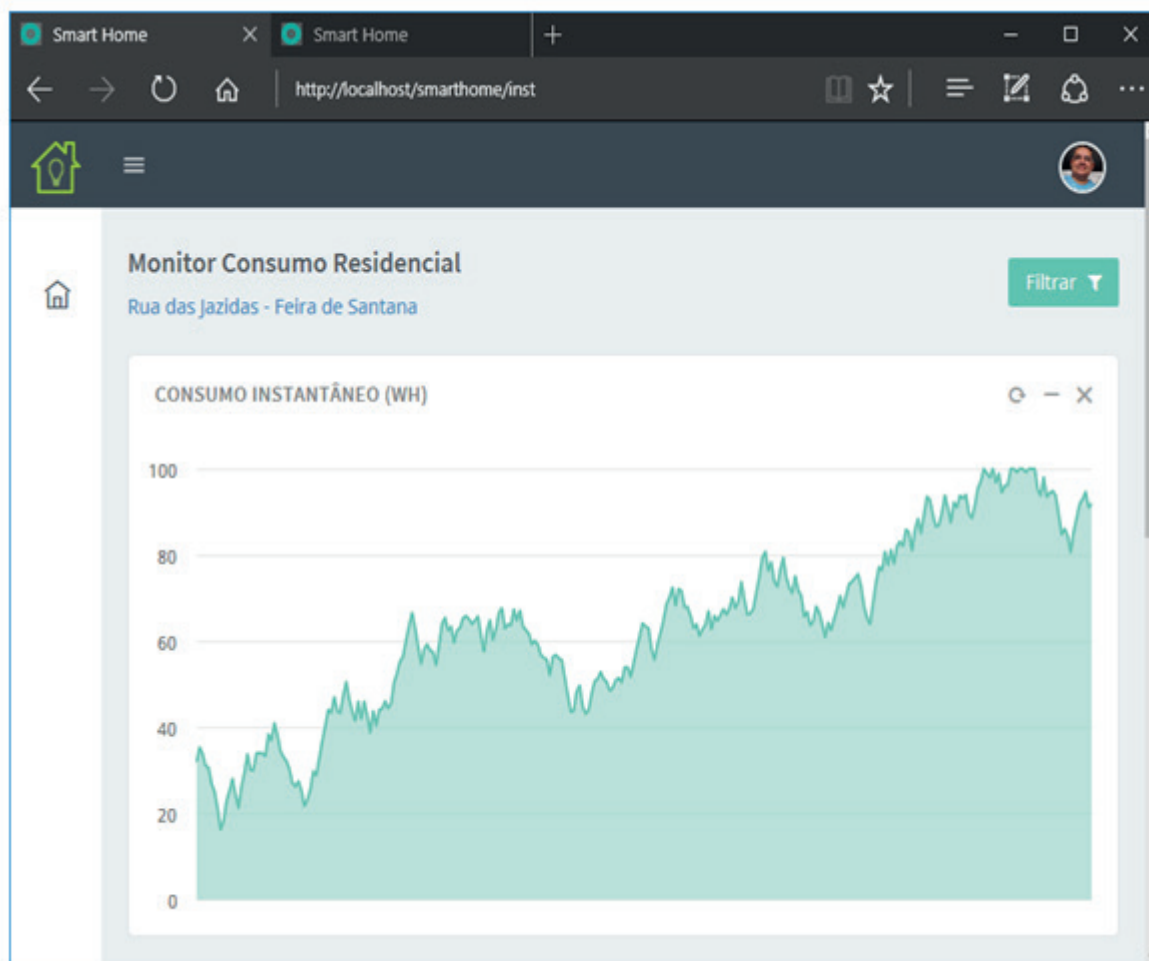 Smart Home
Smart Home
http://localhost/smarthome/inst
Monitor Consumo Residencial
Rua das Jazidas - Feira de Santana
Filtrar
CONSUMO INSTANTÂNEO (WH)
100
80
60
40
20
0